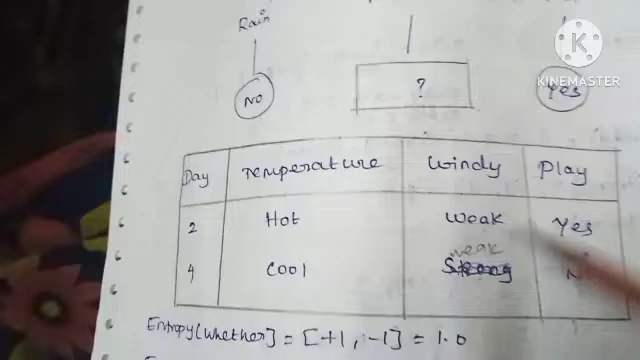 Rain
NO ? Yes
KINEMASTER
Day Temperature Windy Play
2 Hot Weak Yes
weak
4 Cool
Entropy[whether] = [+1, -1] = 1.0